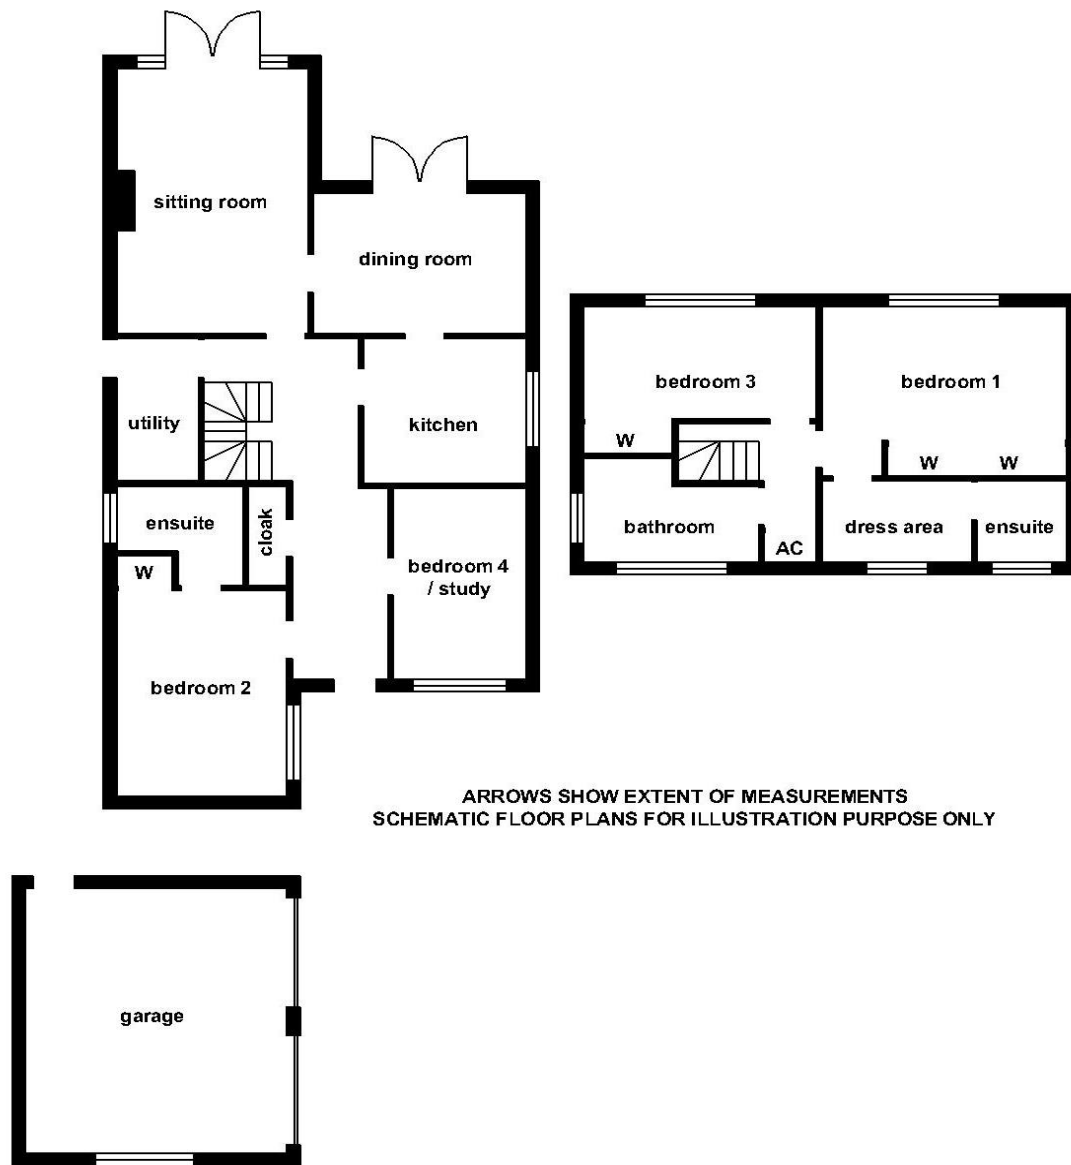 sitting room
dining room
utility
kitchen
ensuite
cloak
W
bedroom 4
/ study
bedroom 2
bedroom 3
bedroom 1
W
W
W
bathroom
AC
dress area
ensuite
ARROWS SHOW EXTENT OF MEASUREMENTS
SCHEMATIC FLOOR PLANS FOR ILLUSTRATION PURPOSE ONLY
garage